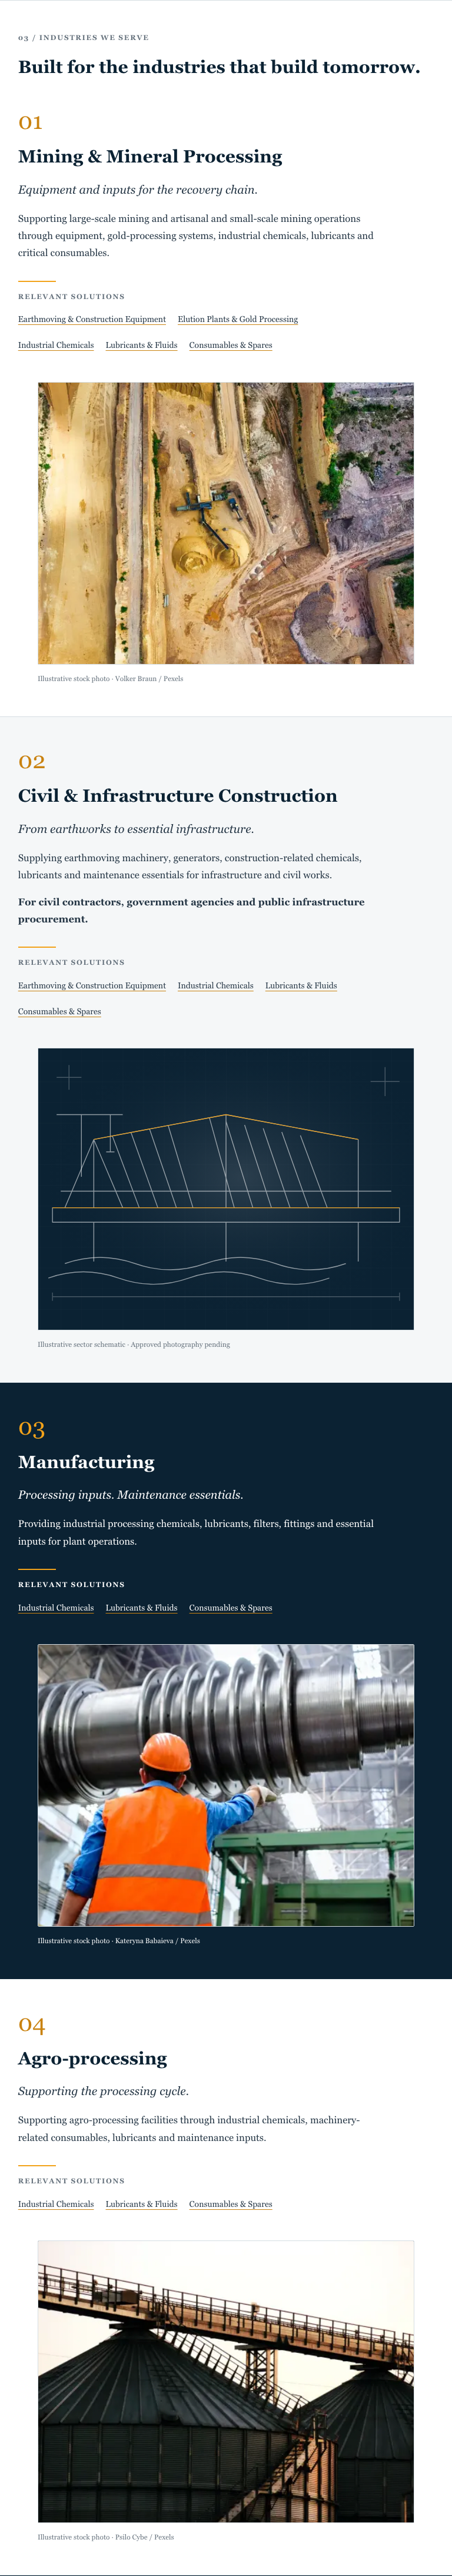 03 / INDUSTRIES WE SERVE
Built for the industries that build tomorrow.
01
Mining & Mineral Processing
Equipment and inputs for the recovery chain.
Supporting large-scale mining and artisanal and small-scale mining operations
through equipment, gold-processing systems, industrial chemicals, lubricants and
critical consumables.
RELEVANT SOLUTIONS
Earthmoving & Construction Equipment Elution Plants & Gold Processing
Industrial Chemicals Lubricants & Fluids Consumables & Spares
Illustrative stock photo · Volker Braun / Pexels
02
Civil & Infrastructure Construction
From earthworks to essential infrastructure.
Supplying earthmoving machinery, generators, construction-related chemicals,
lubricants and maintenance essentials for infrastructure and civil works.
For civil contractors, government agencies and public infrastructure
procurement.
RELEVANT SOLUTIONS
Earthmoving & Construction Equipment Industrial Chemicals Lubricants & Fluids
Consumables & Spares
Illustrative sector schematic · Approved photography pending
03
Manufacturing
Processing inputs. Maintenance essentials.
Providing industrial processing chemicals, lubricants, filters, fittings and essential
inputs for plant operations.
RELEVANT SOLUTIONS
Industrial Chemicals Lubricants & Fluids Consumables & Spares
Illustrative stock photo · Kateryna Babaieva / Pexels
04
Agro-processing
Supporting the processing cycle.
Supporting agro-processing facilities through industrial chemicals, machinery-
related consumables, lubricants and maintenance inputs.
RELEVANT SOLUTIONS
Industrial Chemicals Lubricants & Fluids Consumables & Spares
Illustrative stock photo · Psilo Cybe / Pexels